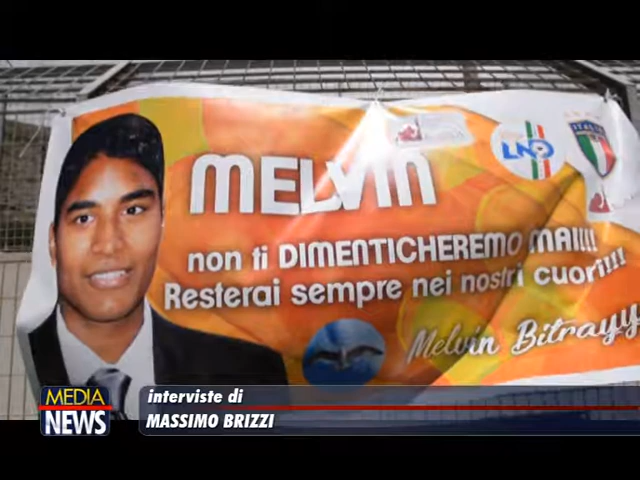 MELVIN
LND
ITALIA
non ti DIMENTICHEREMO MAI!!!!
Resterai sempre nei nostri cuori!!!
Melvin Bitrayy
MEDIA
NEWS
interviste di
MASSIMO BRIZZI